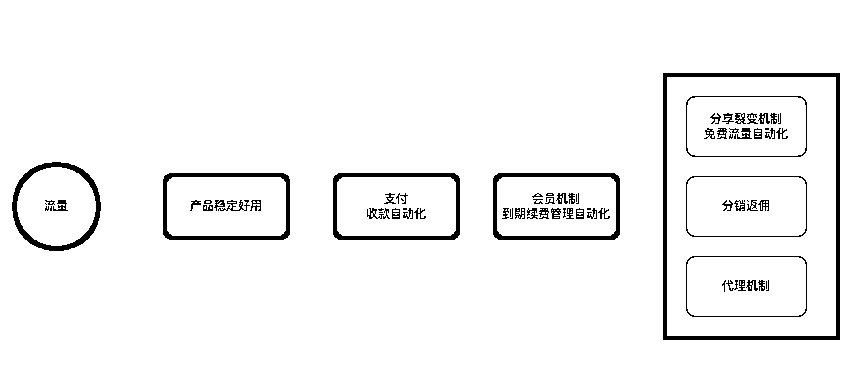 流量
产品稳定好用
支付
收款自动化
会员机制
到期续费管理自动化
分享裂变机制
免费流量自动化
分销返佣
代理机制